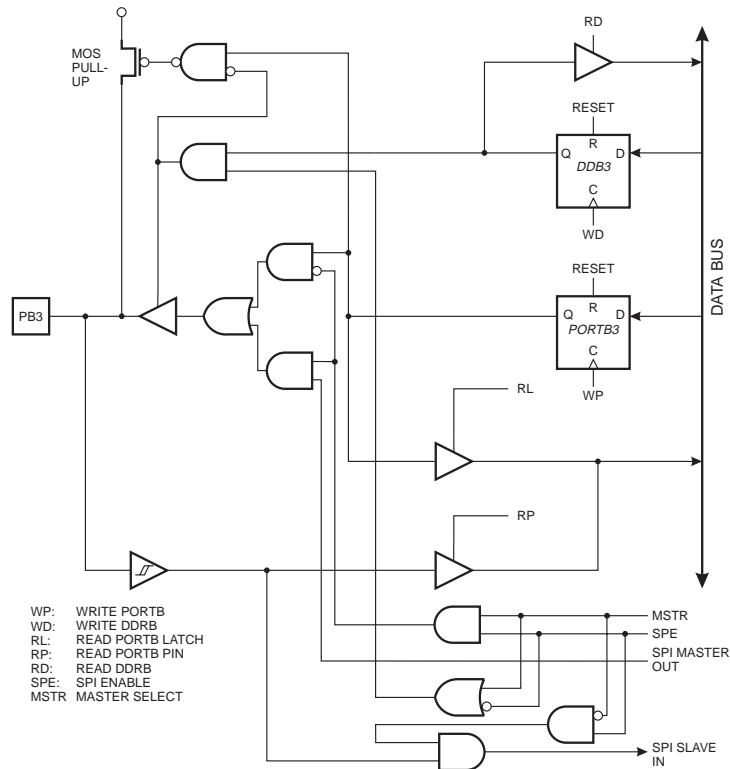 RD
MOS
PULL-
UP
RESET
R
Q
D
DDB3
C
WD
DATA BUS
RESET
R
Q
D
PORTB3
C
WP
PB3
RL
RP
WP: WRITE PORTB
WD: WRITE DDRB
RL: READ PORTB LATCH
RP: READ PORTB PIN
RD: READ DDRB
SPE: SPI ENABLE
MSTR MASTER SELECT
MSTR
SPE
SPI MASTER
OUT
SPI SLAVE
IN